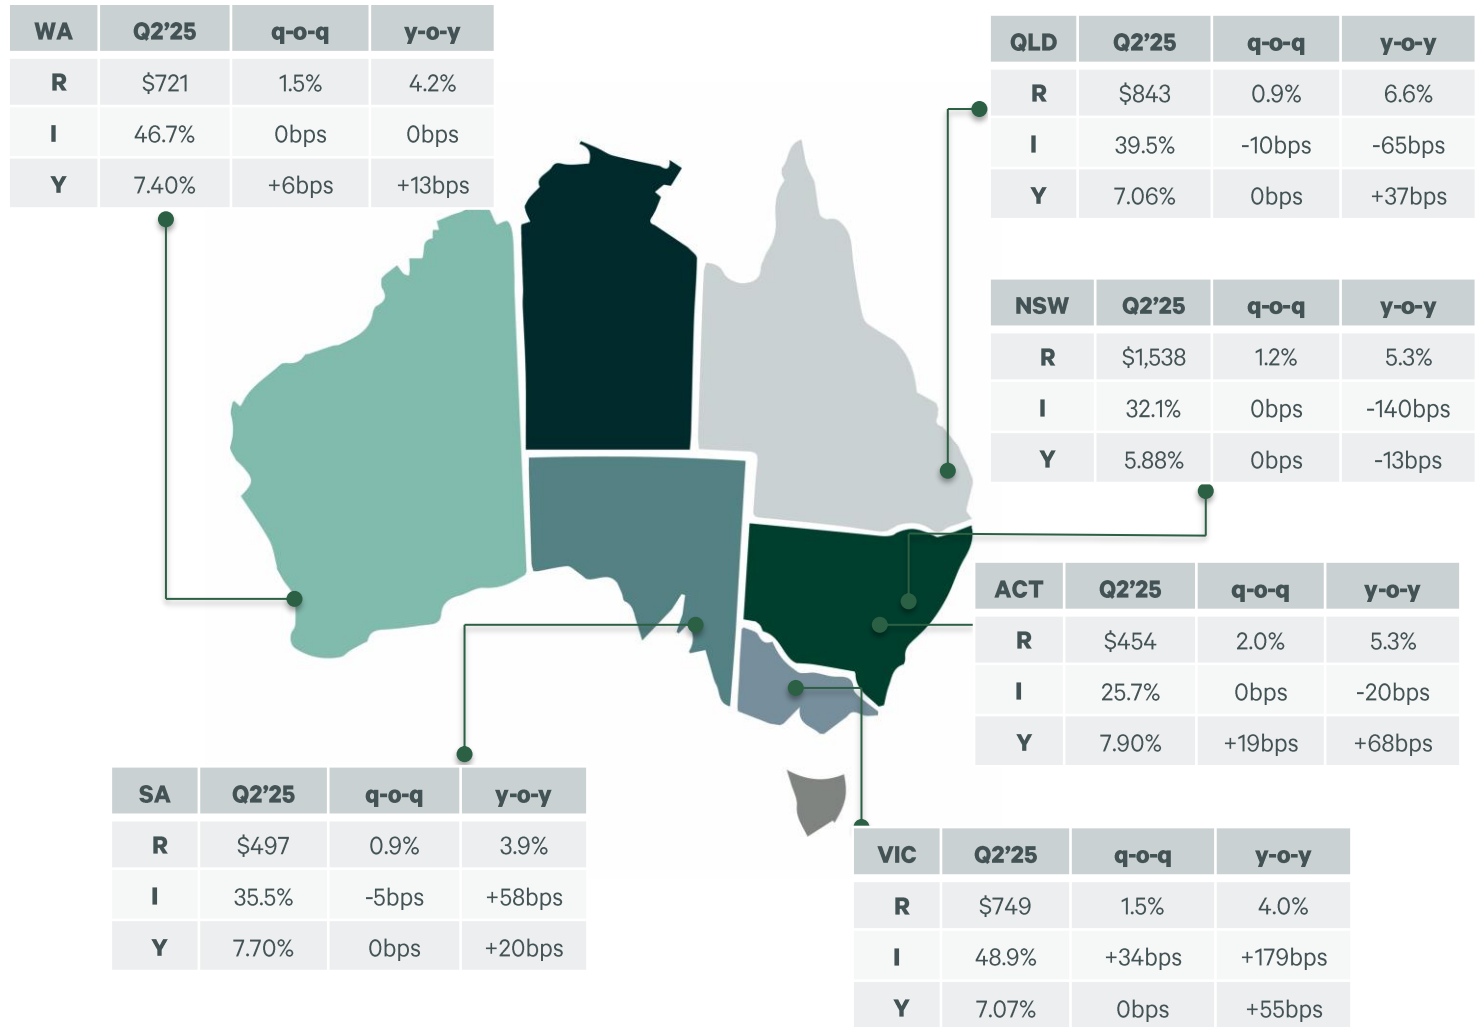 WA Q2’25 q-o-q y-o-y
R $721 1.5% 4.2%
I 46.7% 0bps 0bps
Y 7.40% +6bps +13bps
QLD Q2’25 q-o-q y-o-y
R $843 0.9% 6.6%
I 39.5% -10bps -65bps
Y 7.06% 0bps +37bps
NSW Q2’25 q-o-q y-o-y
R $1,538 1.2% 5.3%
I 32.1% 0bps -140bps
Y 5.88% 0bps -13bps
ACT Q2’25 q-o-q y-o-y
R $454 2.0% 5.3%
I 25.7% 0bps -20bps
Y 7.90% +19bps +68bps
SA Q2’25 q-o-q y-o-y
R $497 0.9% 3.9%
I 35.5% -5bps +58bps
Y 7.70% 0bps +20bps
VIC Q2’25 q-o-q y-o-y
R $749 1.5% 4.0%
I 48.9% +34bps +179bps
Y 7.07% 0bps +55bps